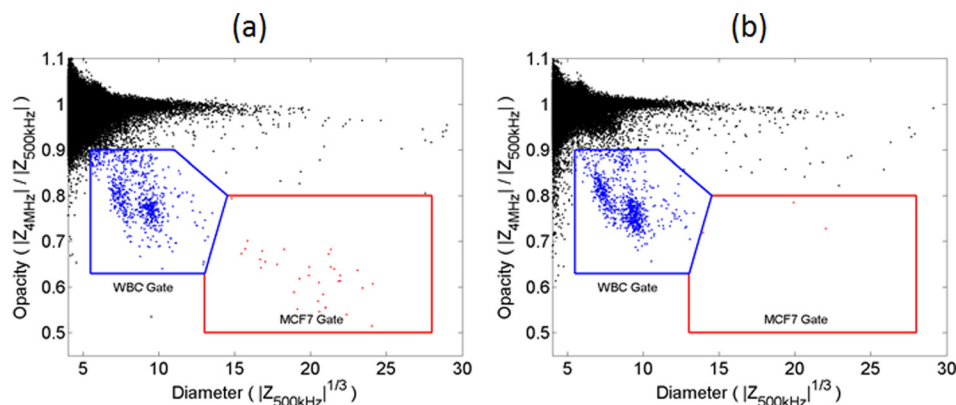 (a)
(b)
Opacity ( |Z4MHz| / |Z500kHz| )
1.1
1
0.9
0.8
0.7
0.6
0.5
WBC Gate
MCF7 Gate
5
10
15
20
25
30
Diameter ( |Z500kHz|^1/3 )
Opacity ( |Z4MHz| / |Z500kHz| )
1.1
1
0.9
0.8
0.7
0.6
0.5
WBC Gate
MCF7 Gate
5
10
15
20
25
30
Diameter ( |Z500kHz|^1/3 )